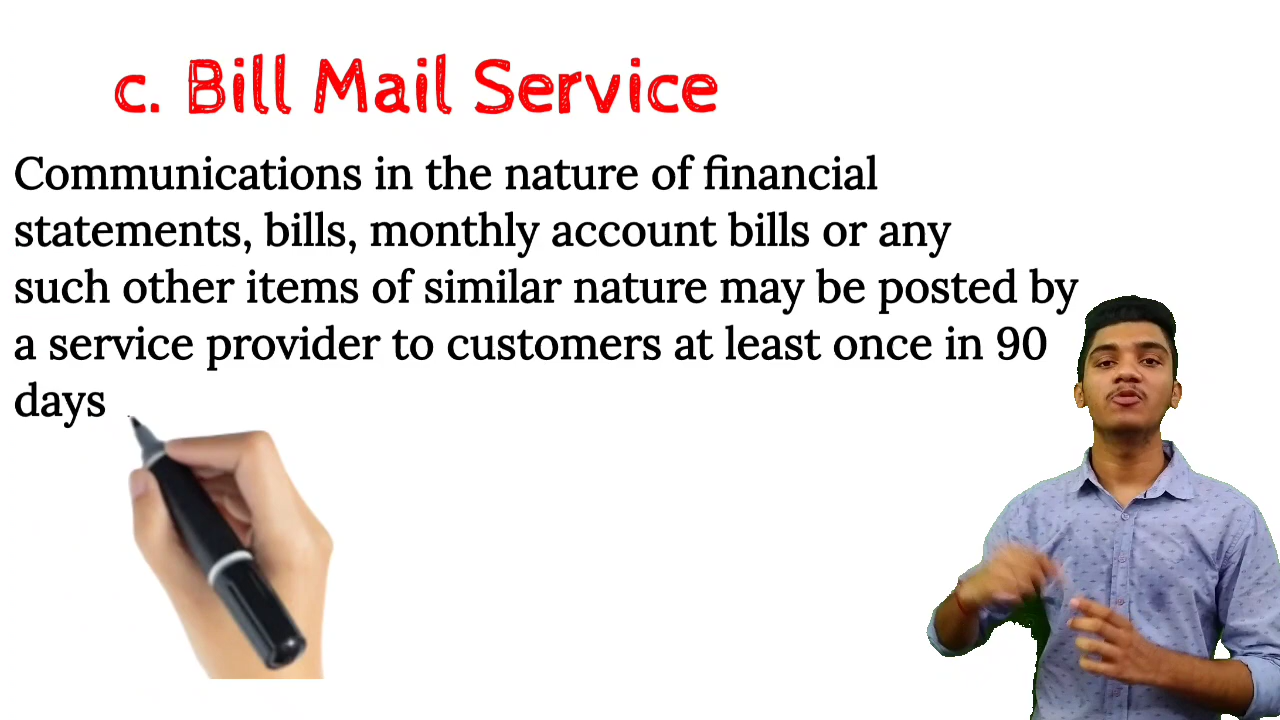 c. Bill Mail Service
Communications in the nature of financial
statements, bills, monthly account bills or any
such other items of similar nature may be posted by
a service provider to customers at least once in 90
days